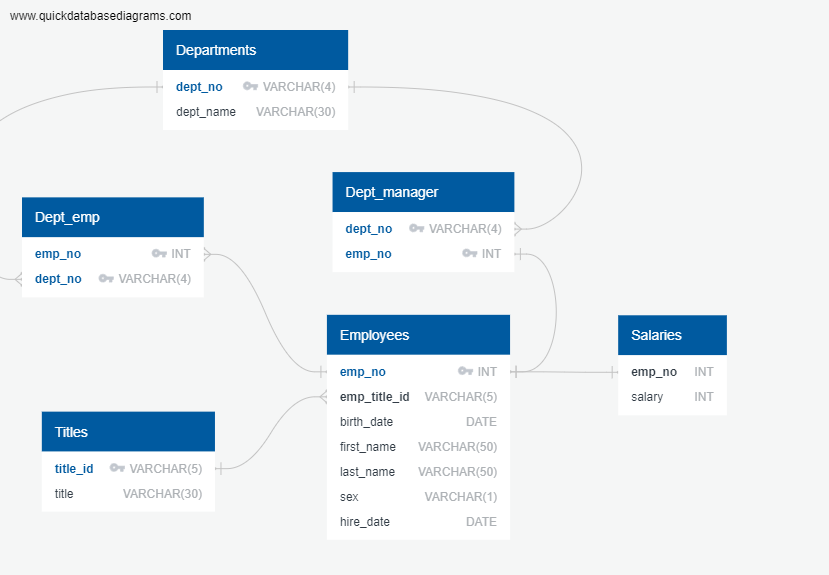 www.quickdatabasediagrams.com
Departments
dept_no VARCHAR(4)
dept_name VARCHAR(30)
Dept_manager
dept_no VARCHAR(4)
emp_no INT
Dept_emp
emp_no INT
dept_no VARCHAR(4)
Employees
emp_no INT
emp_title_id VARCHAR(5)
birth_date DATE
first_name VARCHAR(50)
last_name VARCHAR(50)
sex VARCHAR(1)
hire_date DATE
Salaries
emp_no INT
salary INT
Titles
title_id VARCHAR(5)
title VARCHAR(30)